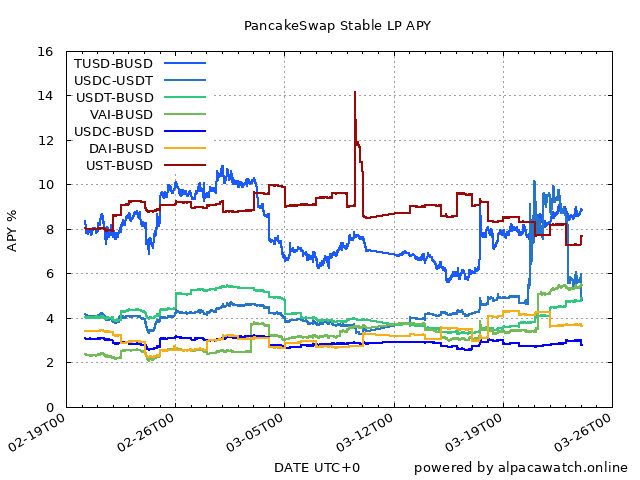 PancakeSwap Stable LP APY
16
14
12
10
8
6
4
2
0
APY %
TUSD-BUSD
USDC-USDT
USDT-BUSD
VAI-BUSD
USDC-BUSD
DAI-BUSD
UST-BUSD
02-19T00
02-26T00
03-05T00
03-12T00
03-19T00
03-26T00
DATE UTC+0
powered by alpacawatch.online